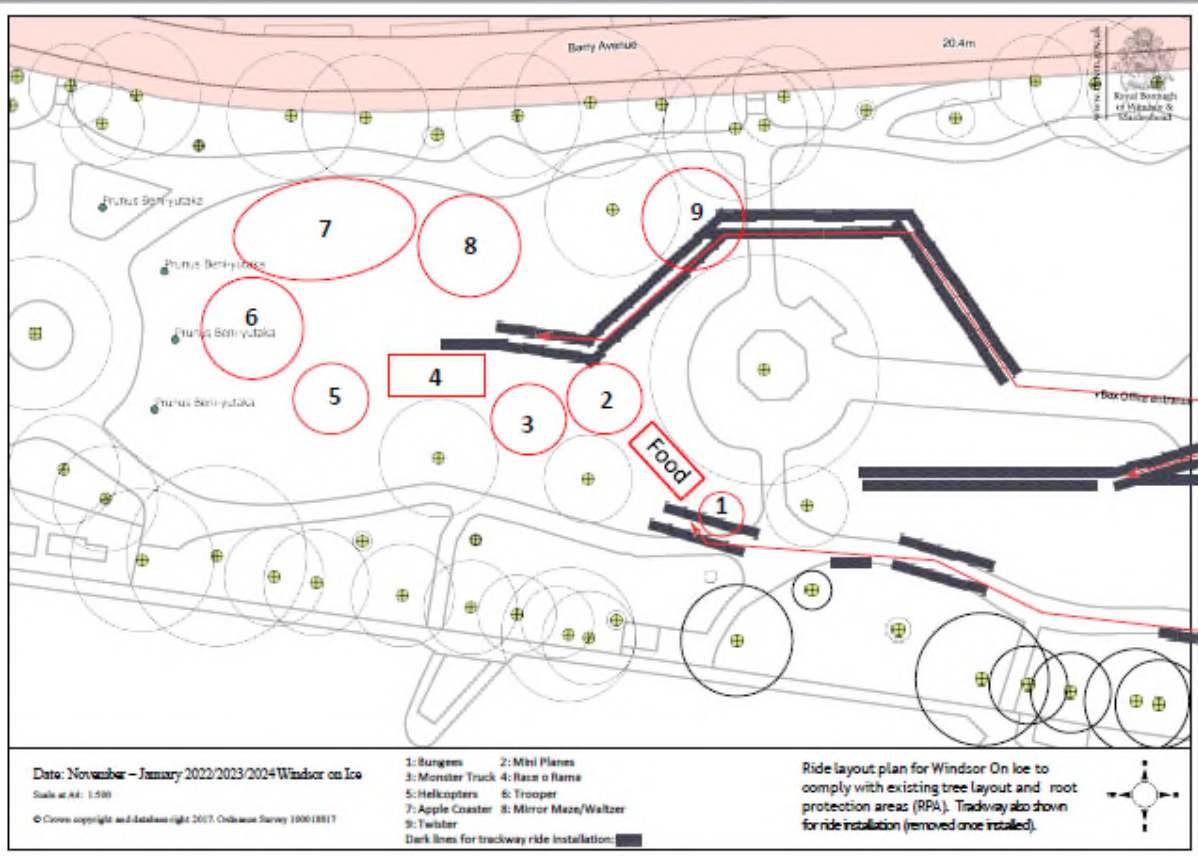 Barry Avenue
20.4m
Royal Borough
of Windsor &
Maidenhead
Prunus Beni-yutaka
7
8
9
Prunus Beni-yutaka
6
Prunus Beni-yutaka
4
5
3
2
Prunus Beni-yutaka
Box Office entrance
Food
1
Date: November – January 2022/2023/2024 Windsor on Ice
Scale at A4: 1:500
© Crown copyright and database right 2017. Ordnance Survey 100018817
1: Bungees 2: Mini Planes
3: Monster Truck 4: Race o Rama
5: Helicopters 6: Trooper
7: Apple Coaster 8: Mirror Maze/Waltzer
9: Twister
Dark lines for trackway ride installation:
Ride layout plan for Windsor On Ice to
comply with existing tree layout and root
protection areas (RPA). Trackway also shown
for ride installation (removed once installed).